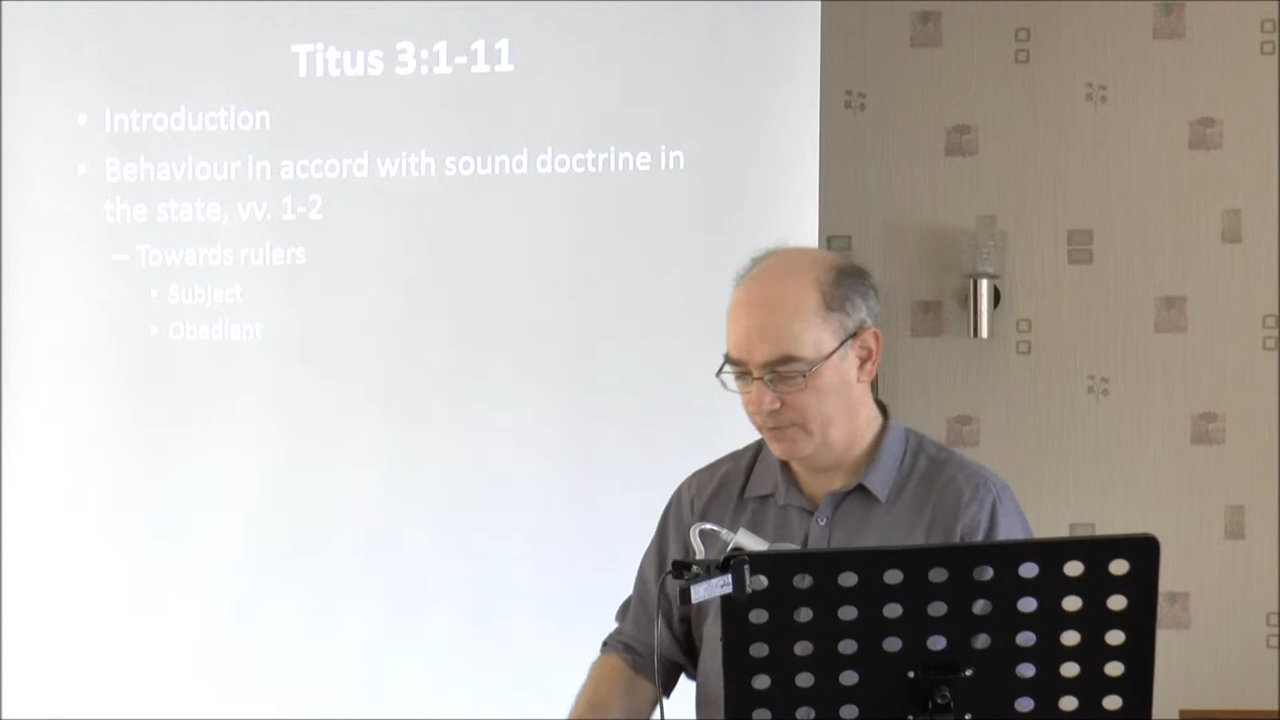 Titus 3:1-11
• Introduction
• Behaviour in accord with sound doctrine in
the state, vv. 1-2
– Towards rulers
• Subject
• Obedient